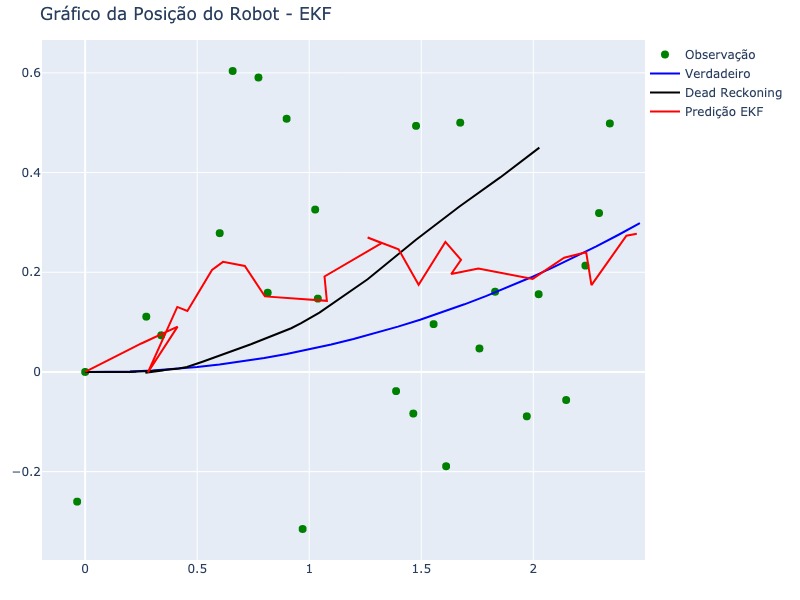 Gráfico da Posição do Robot - EKF
Observação
Verdadeiro
Dead Reckoning
Predição EKF
0.6
0.4
0.2
0
−0.2
0 0.5 1 1.5 2